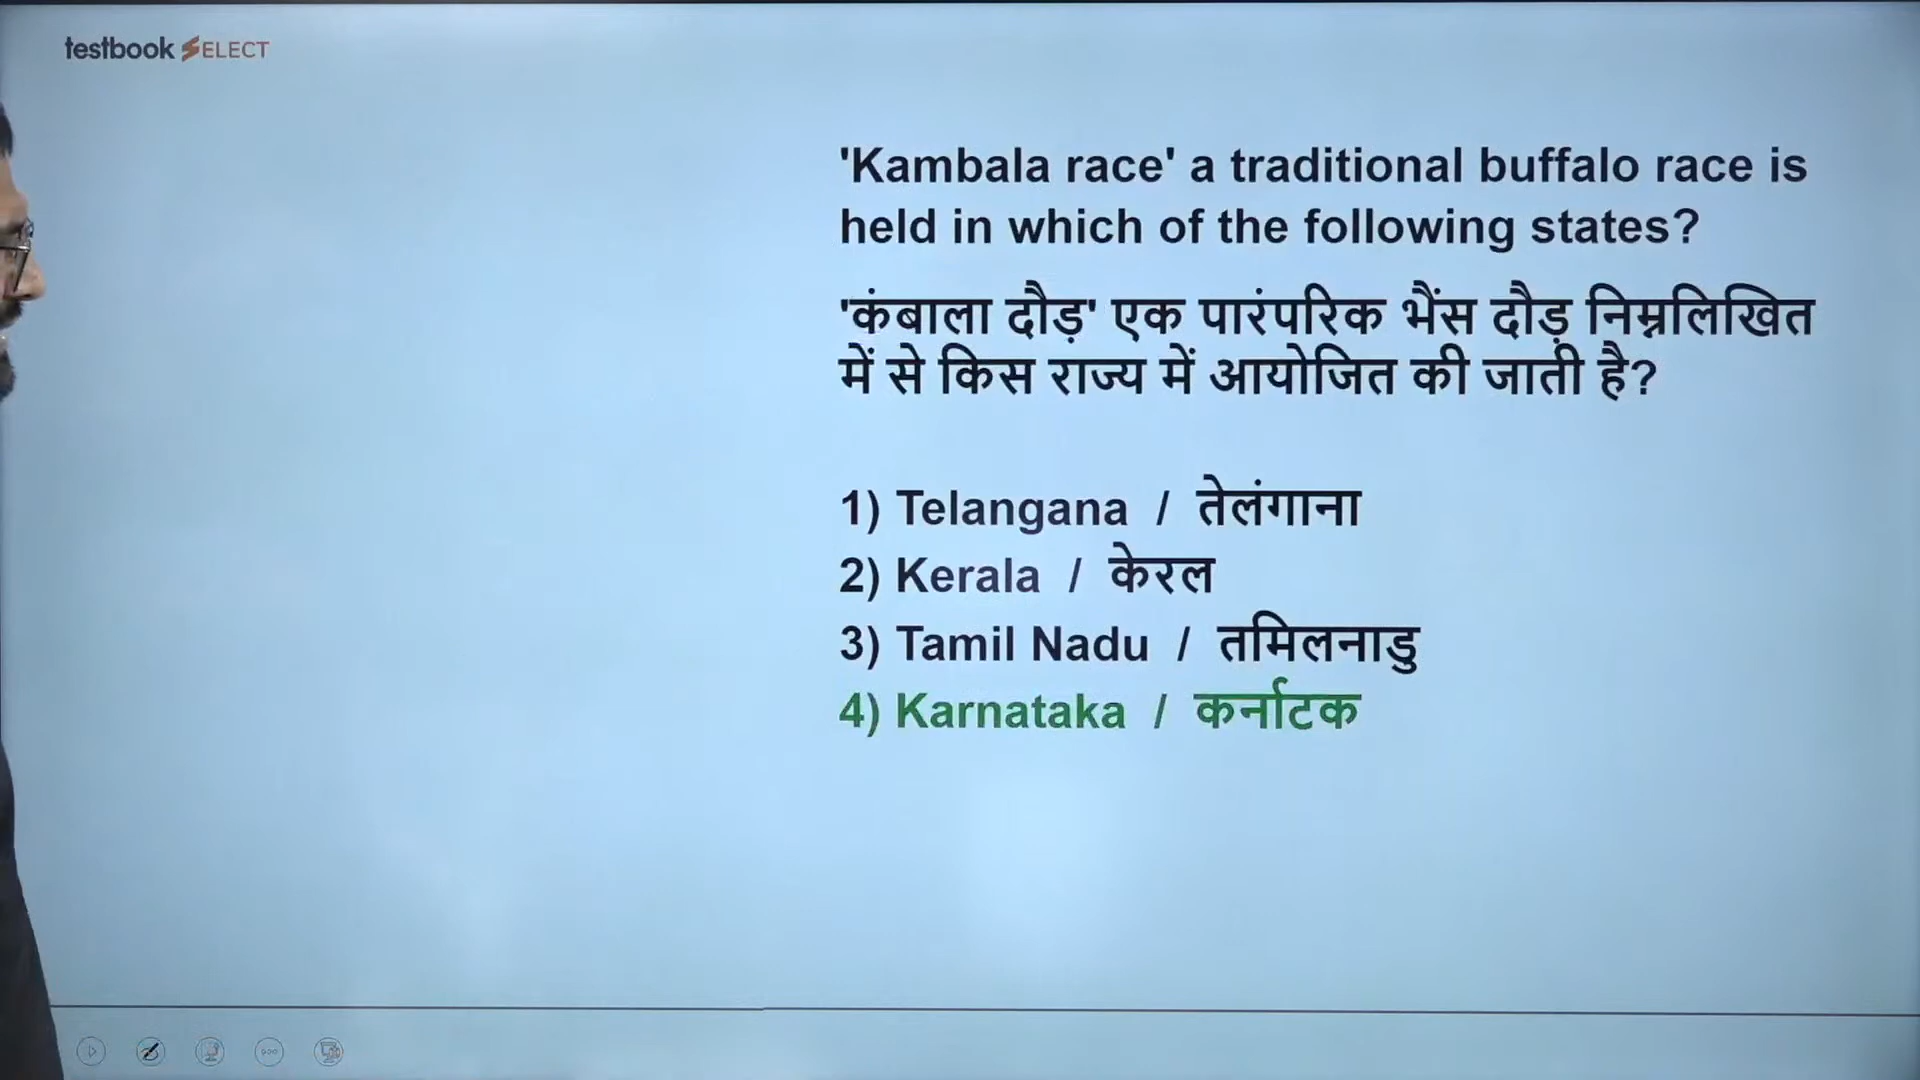 testbook SELECT
'Kambala race' a traditional buffalo race is
held in which of the following states?
'कंबाला दौड़' एक पारंपरिक भैंस दौड़ निम्नलिखित
में से किस राज्य में आयोजित की जाती है?
1) Telangana / तेलंगाना
2) Kerala / केरल
3) Tamil Nadu / तमिलनाडु
4) Karnataka / कर्नाटक